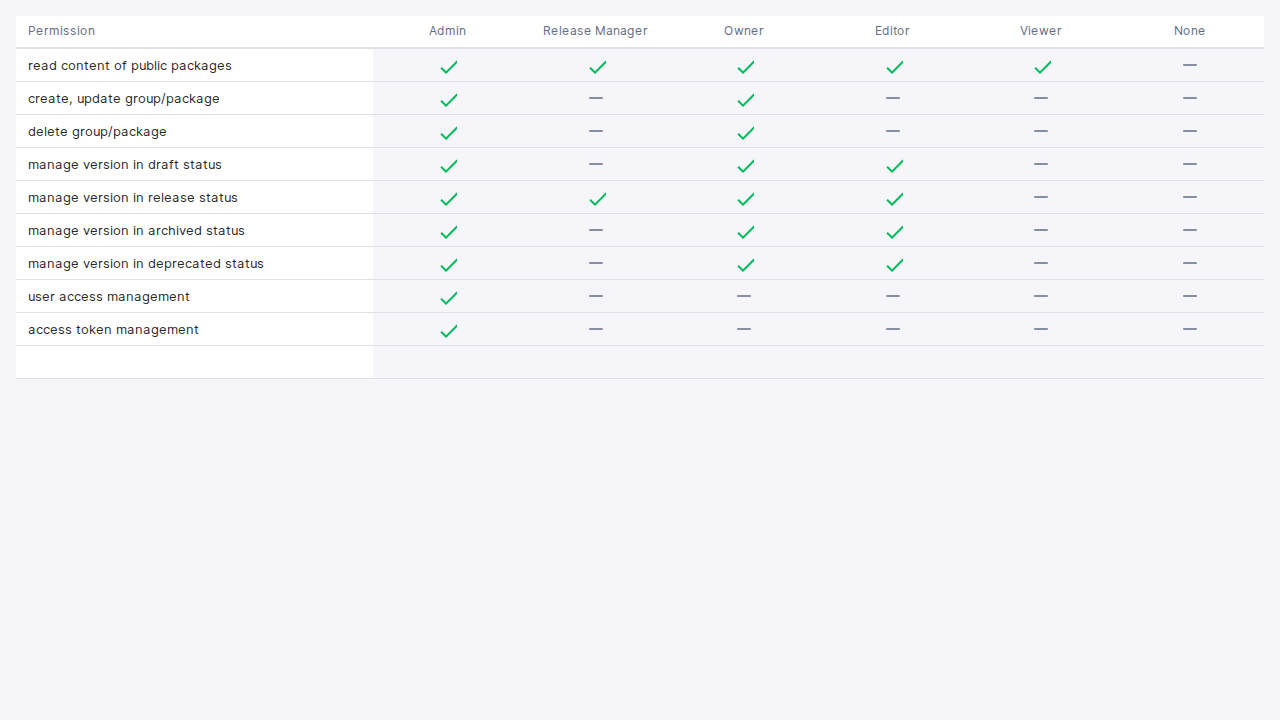 Permission Admin Release Manager Owner Editor Viewer None
read content of public packages
create, update group/package
delete group/package
manage version in draft status
manage version in release status
manage version in archived status
manage version in deprecated status
user access management
access token management